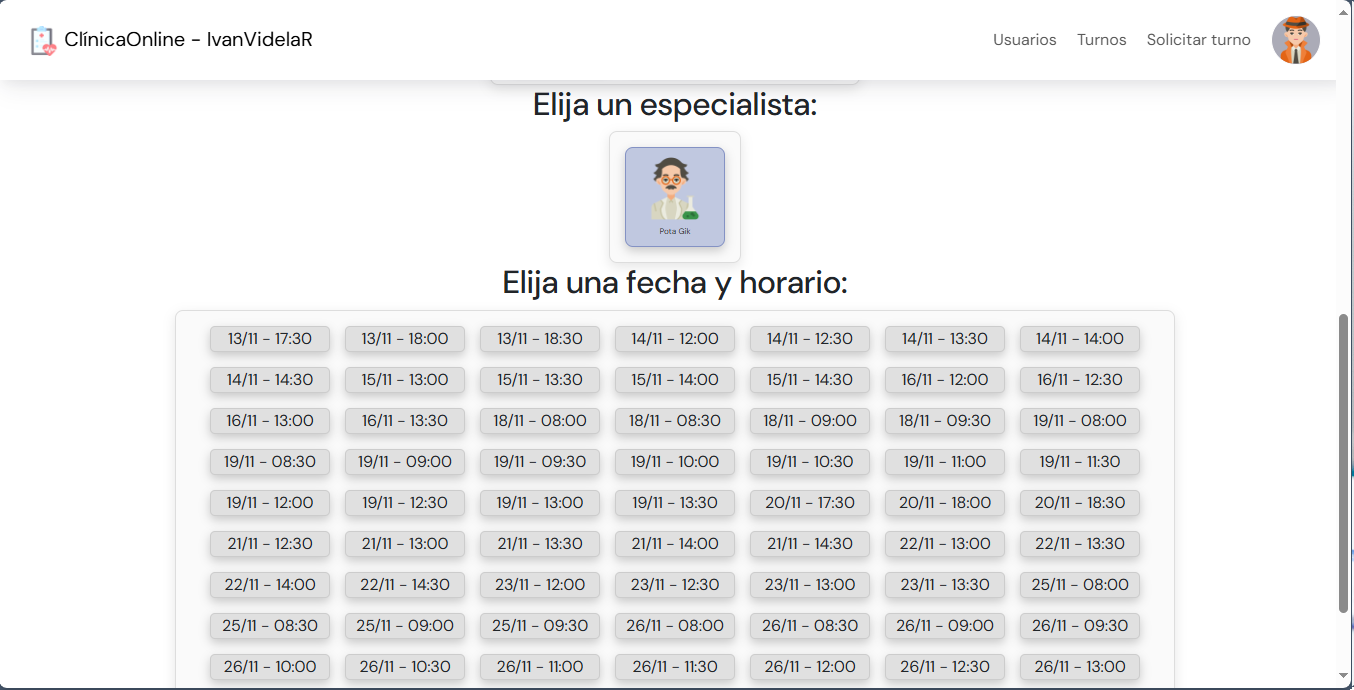 ClínicaOnline - IvanVidelaR
Usuarios Turnos Solicitar turno
Elija un especialista:
Pota Gik
Elija una fecha y horario:
13/11 - 17:30 13/11 - 18:00 13/11 - 18:30 14/11 - 12:00 14/11 - 12:30 14/11 - 13:30 14/11 - 14:00
14/11 - 14:30 15/11 - 13:00 15/11 - 13:30 15/11 - 14:00 15/11 - 14:30 16/11 - 12:00 16/11 - 12:30
16/11 - 13:00 16/11 - 13:30 18/11 - 08:00 18/11 - 08:30 18/11 - 09:00 18/11 - 09:30 19/11 - 08:00
19/11 - 08:30 19/11 - 09:00 19/11 - 09:30 19/11 - 10:00 19/11 - 10:30 19/11 - 11:00 19/11 - 11:30
19/11 - 12:00 19/11 - 12:30 19/11 - 13:00 19/11 - 13:30 20/11 - 17:30 20/11 - 18:00 20/11 - 18:30
21/11 - 12:30 21/11 - 13:00 21/11 - 13:30 21/11 - 14:00 21/11 - 14:30 22/11 - 13:00 22/11 - 13:30
22/11 - 14:00 22/11 - 14:30 23/11 - 12:00 23/11 - 12:30 23/11 - 13:00 23/11 - 13:30 25/11 - 08:00
25/11 - 08:30 25/11 - 09:00 25/11 - 09:30 26/11 - 08:00 26/11 - 08:30 26/11 - 09:00 26/11 - 09:30
26/11 - 10:00 26/11 - 10:30 26/11 - 11:00 26/11 - 11:30 26/11 - 12:00 26/11 - 12:30 26/11 - 13:00